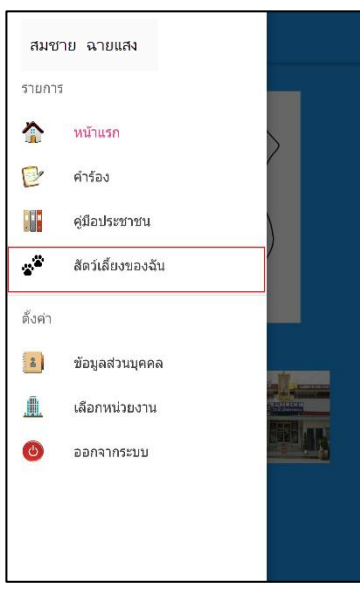 สมชาย ฉายแสง
รายการ
หน้าแรก
คำร้อง
คู่มือประชาชน
สัตว์เลี้ยงของฉัน
ตั้งค่า
ข้อมูลส่วนบุคคล
เลือกหน่วยงาน
ออกจากระบบ